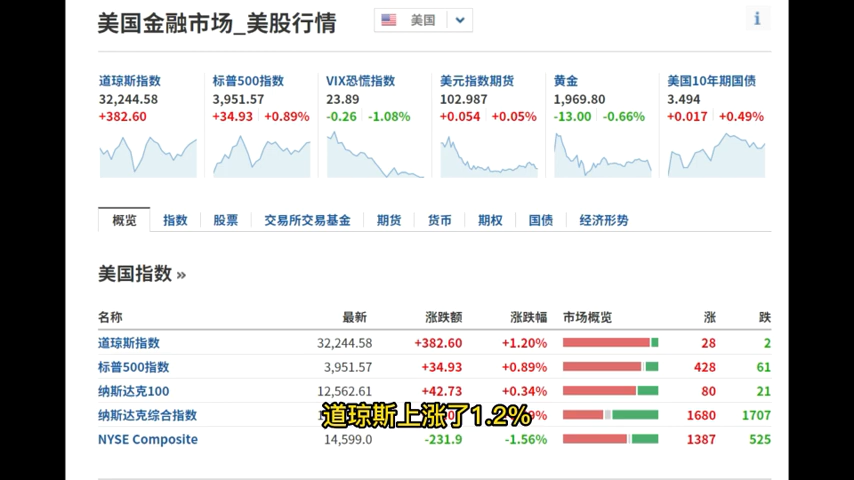 美国金融市场_美股行情
美国
道琼斯指数 标普500指数 VIX恐慌指数 美元指数期货 黄金 美国10年期国债
32,244.58 3,951.57 23.89 102.987 1,969.80 3.494
+382.60 +34.93 +0.89% -0.26 -1.08% +0.054 +0.05% -13.00 -0.66% +0.017 +0.49%
概览 指数 股票 交易所交易基金 期货 货币 期权 国债 经济形势
美国指数 »
名称 最新 涨跌额 涨跌幅 市场概览 涨 跌
道琼斯指数 32,244.58 +382.60 +1.20% 28 2
标普500指数 3,951.57 +34.93 +0.89% 428 61
纳斯达克100 12,562.61 +42.73 +0.34% 80 21
纳斯达克综合指数 1680 1707
道琼斯上涨了1.2%
NYSE Composite 14,599.0 -231.9 -1.56% 1387 525